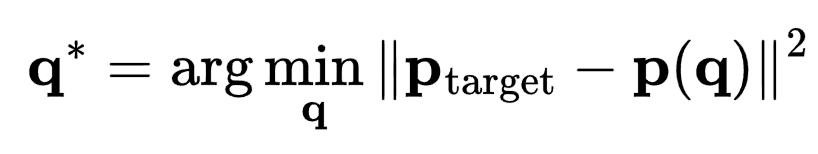 q* = arg min_q ‖p_target − p(q)‖²